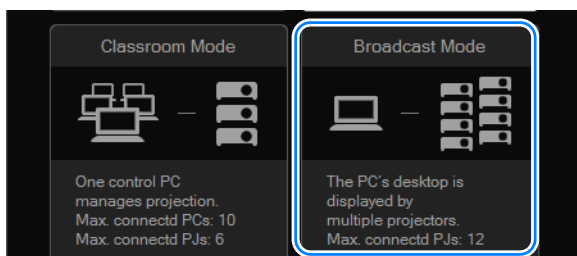 Classroom Mode
One control PC
manages projection.
Max. connectd PCs: 10
Max. connectd PJs: 6
Broadcast Mode
The PC's desktop is
displayed by
multiple projectors.
Max. connectd PJs: 12